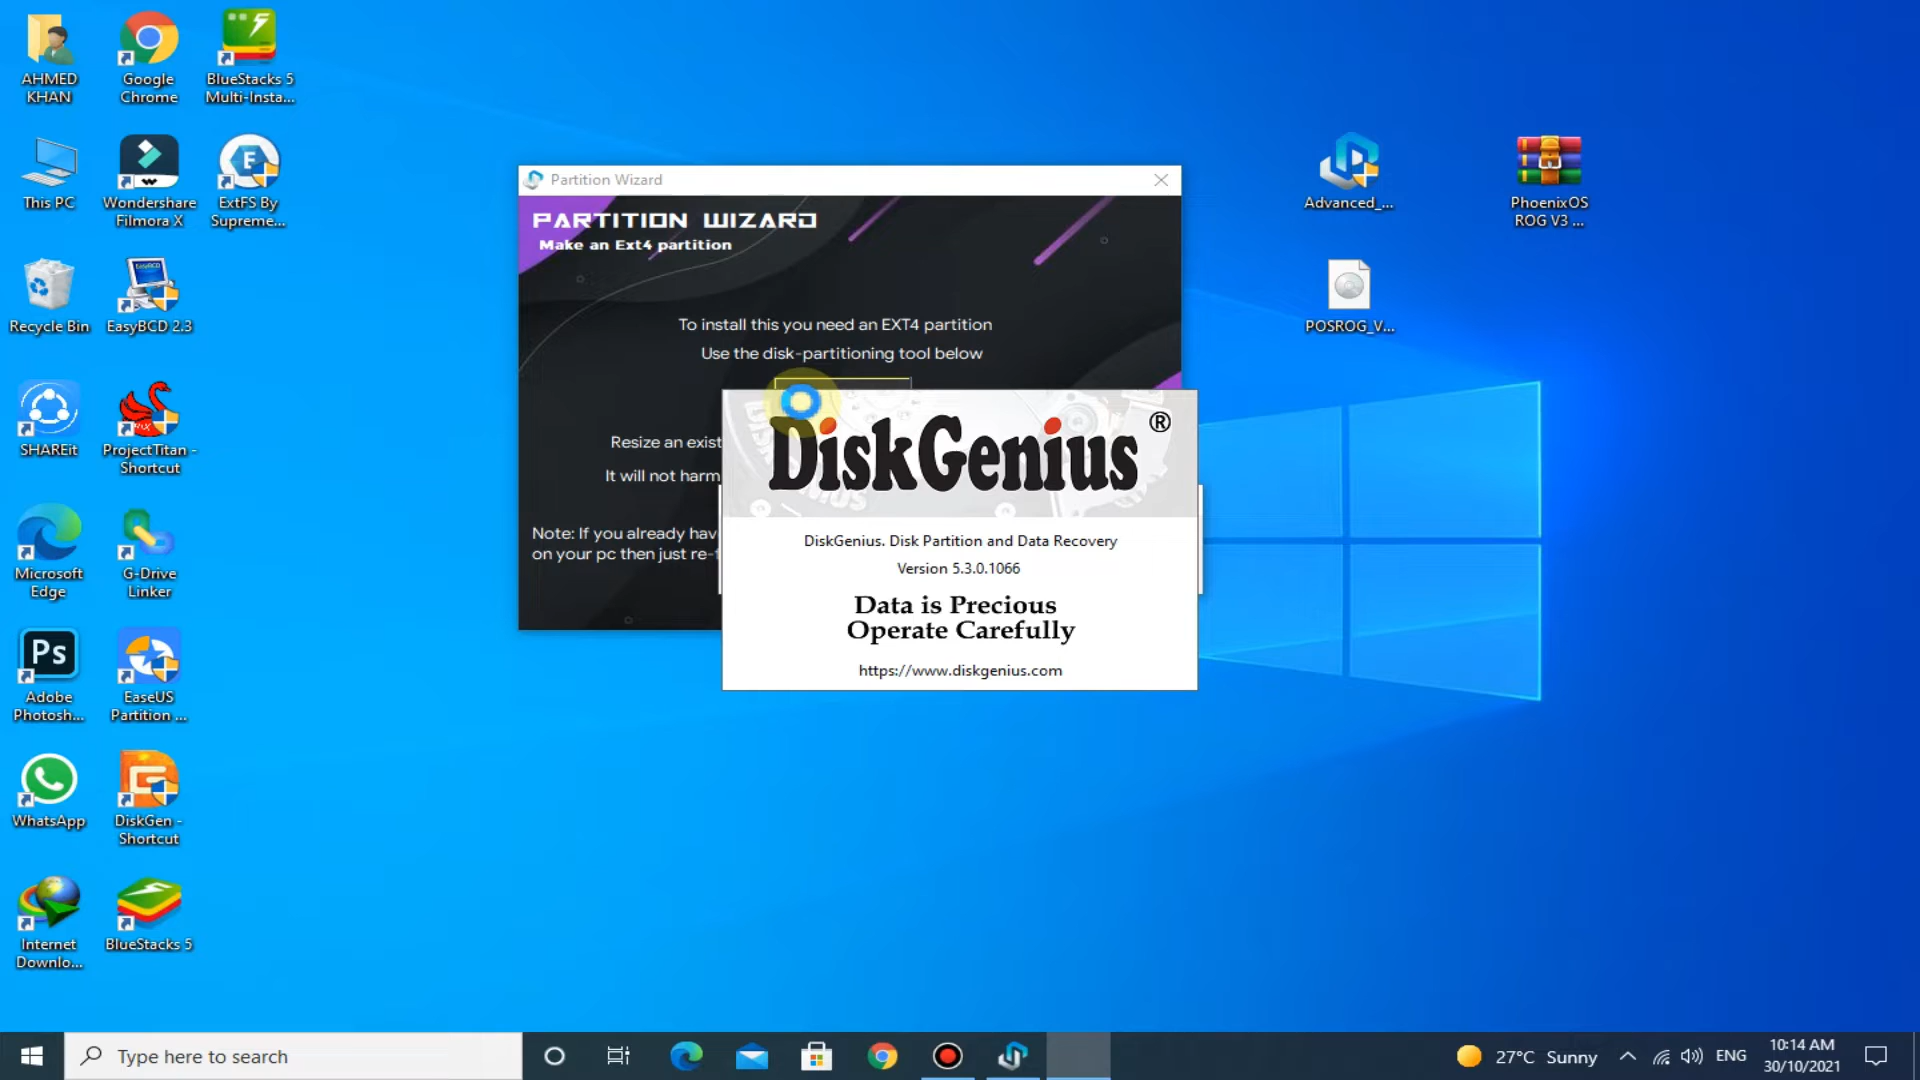 AHMED
KHAN
Google
Chrome
BlueStacks 5
Multi-Insta...
This PC
Wondershare
Filmora X
E
ExtFS By
Supreme...
Recycle Bin
EasyBCD 2.3
SHAREit
ProjectTitan -
Shortcut
Microsoft
Edge
G-Drive
Linker
Ps
Adobe
Photosh...
EaseUS
Partition ...
WhatsApp
DiskGen -
Shortcut
Internet
Downlo...
BlueStacks 5
Partition Wizard
PARTITION WIZARD
Make an Ext4 partition
To install this you need an EXT4 partition
Use the disk-partitioning tool below
Resize an exist
It will not harm
Note: If you already hav
on your pc then just re-f
DiskGenius ®
DiskGenius. Disk Partition and Data Recovery
Version 5.3.0.1066
Data is Precious
Operate Carefully
https://www.diskgenius.com
Advanced_...
PhoenixOS
ROG V3 ...
POSROG_V...
Type here to search
27°C Sunny
ENG
10:14 AM
30/10/2021